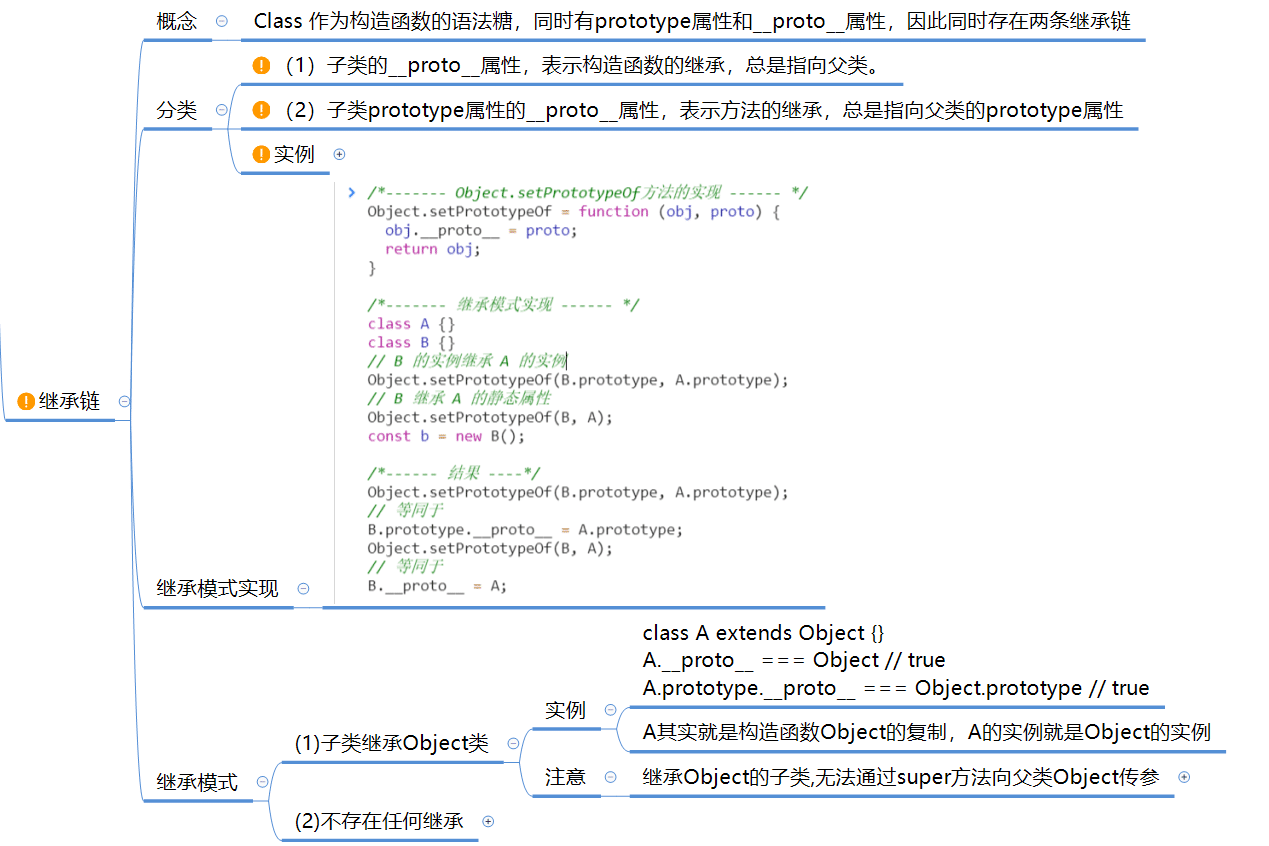 概念
Class 作为构造函数的语法糖，同时有prototype属性和__proto__属性，因此同时存在两条继承链
分类
（1）子类的__proto__属性，表示构造函数的继承，总是指向父类。
（2）子类prototype属性的__proto__属性，表示方法的继承，总是指向父类的prototype属性
实例
继承链
继承模式实现
/*------- Object.setPrototypeOf方法的实现 ------ */
Object.setPrototypeOf = function (obj, proto) {
obj.__proto__ = proto;
return obj;
}
/*------- 继承模式实现 ------ */
class A {}
class B {}
// B 的实例继承 A 的实例
Object.setPrototypeOf(B.prototype, A.prototype);
// B 继承 A 的静态属性
Object.setPrototypeOf(B, A);
const b = new B();
/*------ 结果 ----*/
Object.setPrototypeOf(B.prototype, A.prototype);
// 等同于
B.prototype.__proto__ = A.prototype;
Object.setPrototypeOf(B, A);
// 等同于
B.__proto__ = A;
继承模式
(1)子类继承Object类
实例
class A extends Object {}
A.__proto__ === Object // true
A.prototype.__proto__ === Object.prototype // true
A其实就是构造函数Object的复制，A的实例就是Object的实例
注意
继承Object的子类,无法通过super方法向父类Object传参
(2)不存在任何继承